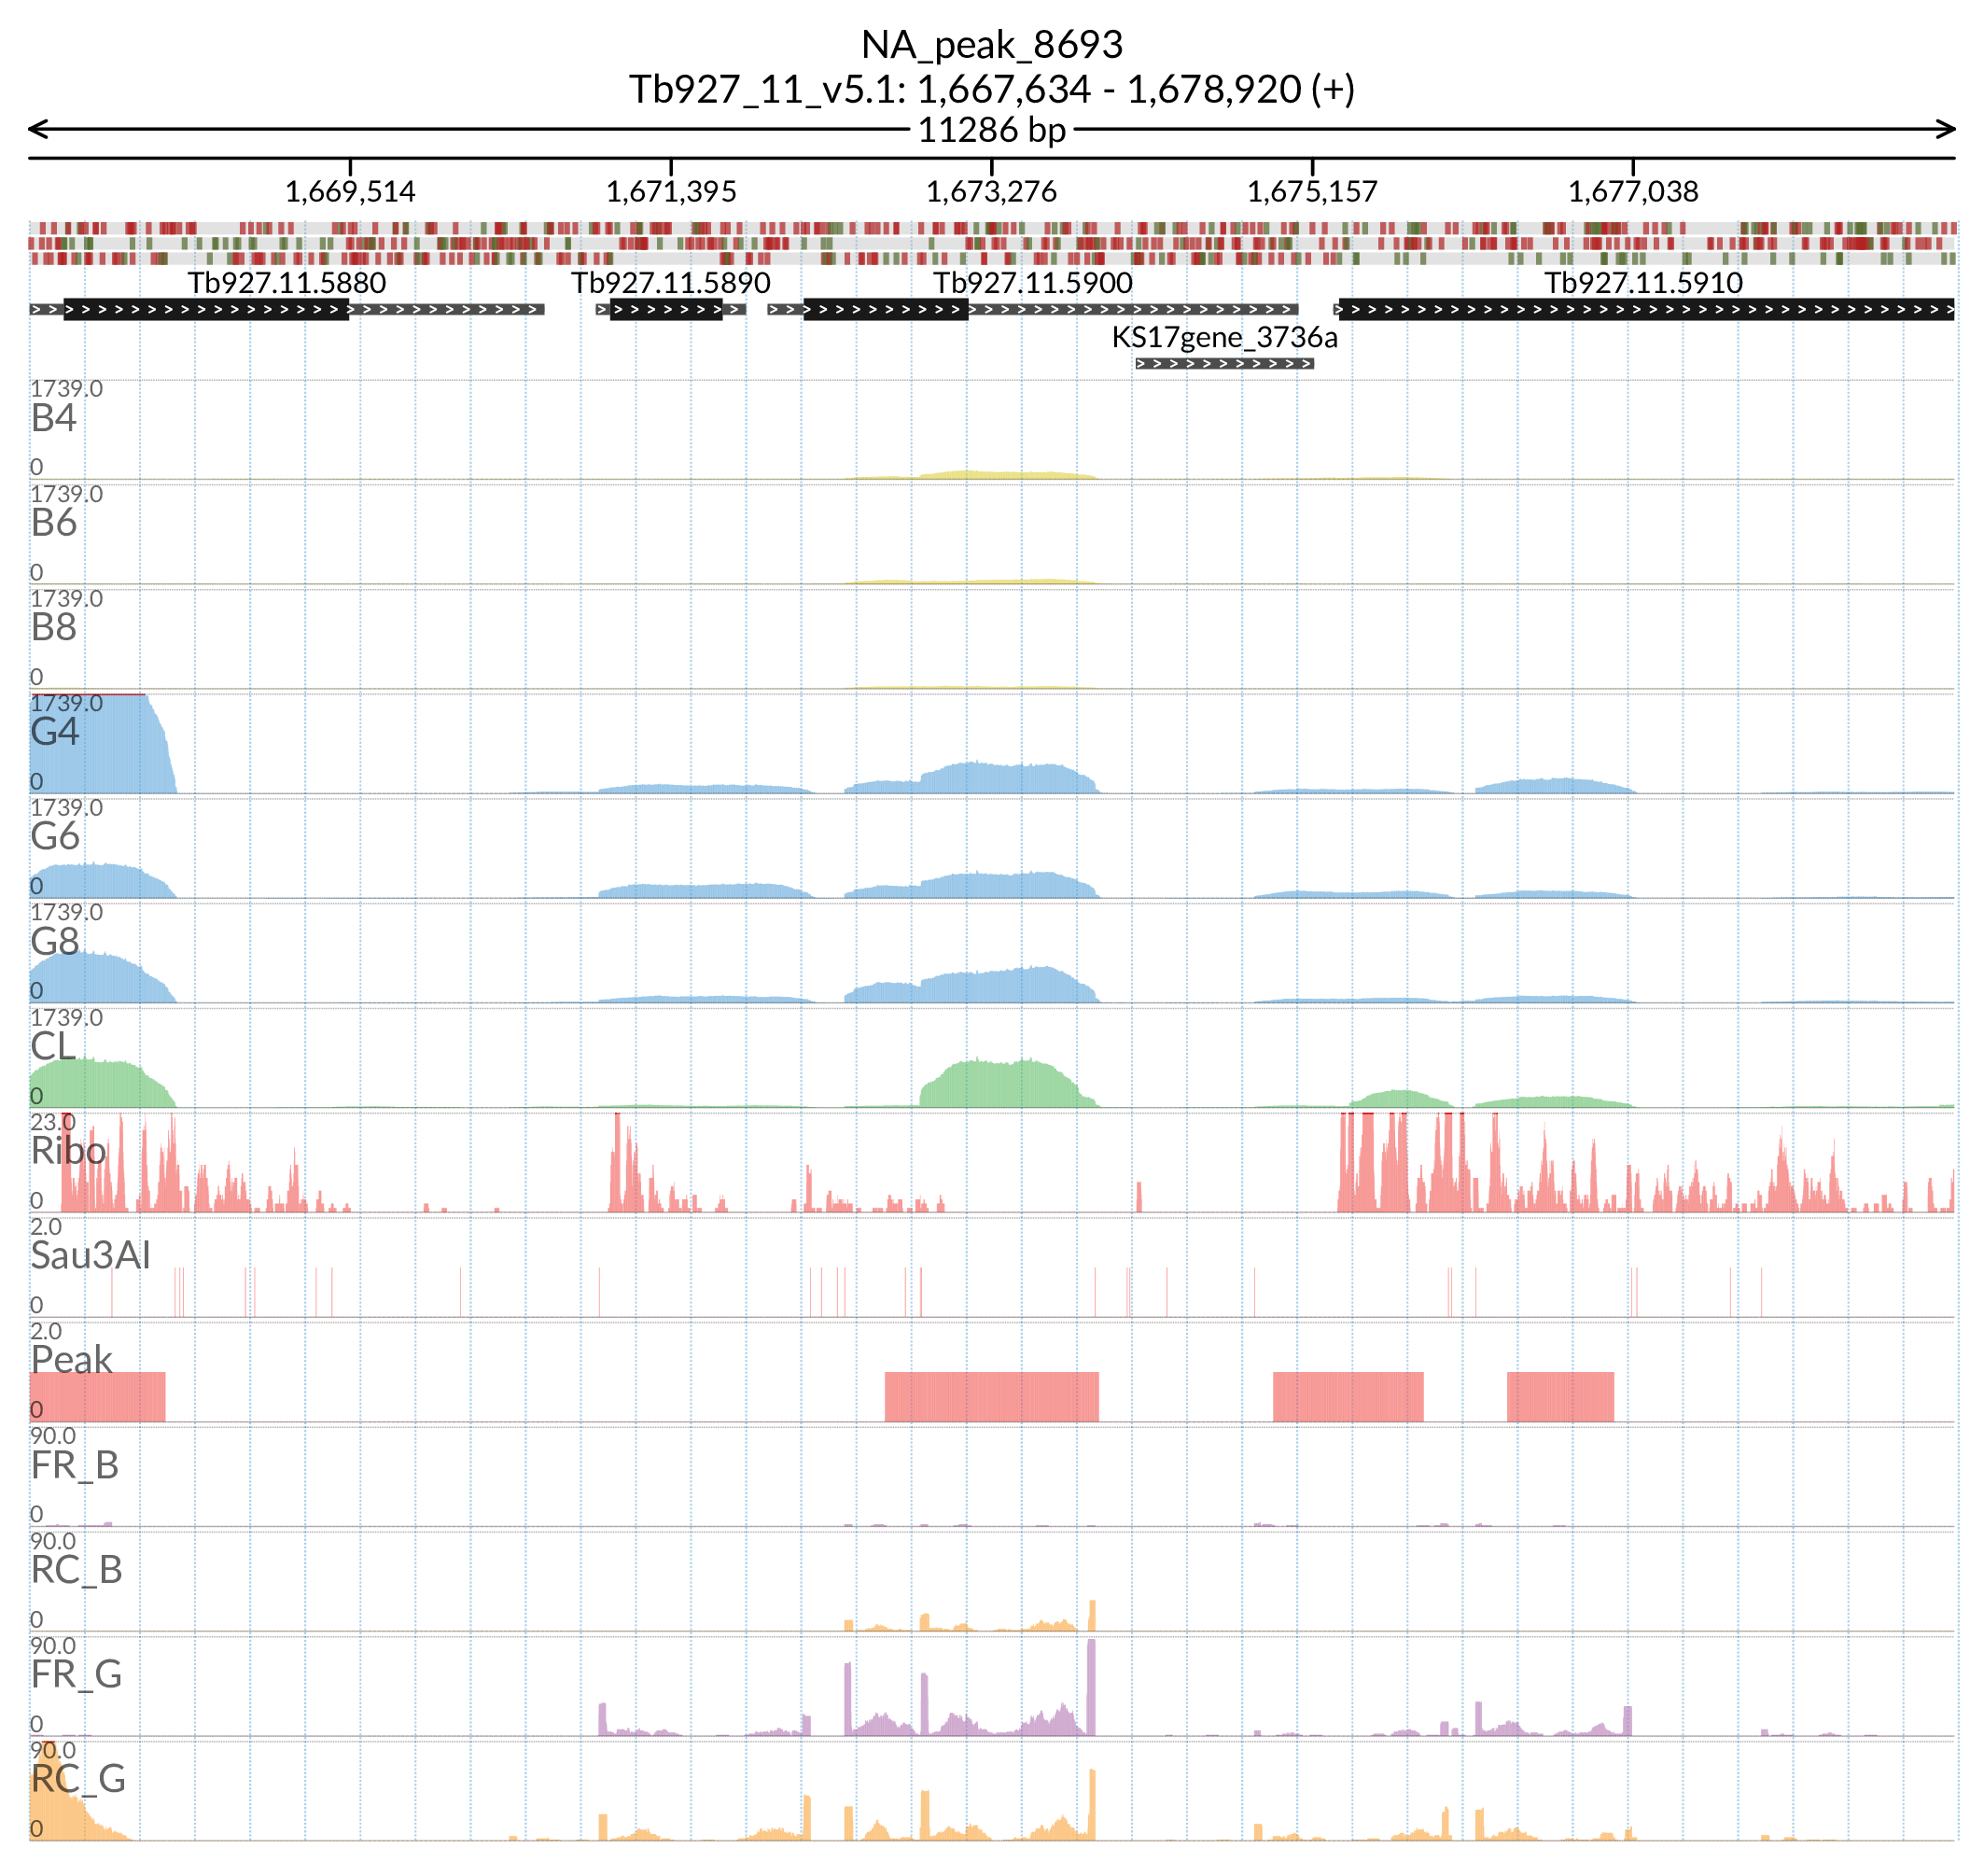 NA_peak_8693
Tb927_11_v5.1: 1,667,634 - 1,678,920 (+)
11286 bp
1,669,514 1,671,395 1,673,276 1,675,157 1,677,038
Tb927.11.5880 Tb927.11.5890 Tb927.11.5900 Tb927.11.5910
KS17gene_3736a
1739.0
B4
0
1739.0
B6
0
1739.0
B8
0
1739.0
G4
0
1739.0
G6
0
1739.0
G8
0
1739.0
CL
0
23.0
Ribo
0
2.0
Sau3AI
0
2.0
Peak
0
90.0
FR_B
0
90.0
RC_B
0
90.0
FR_G
0
90.0
RC_G
0